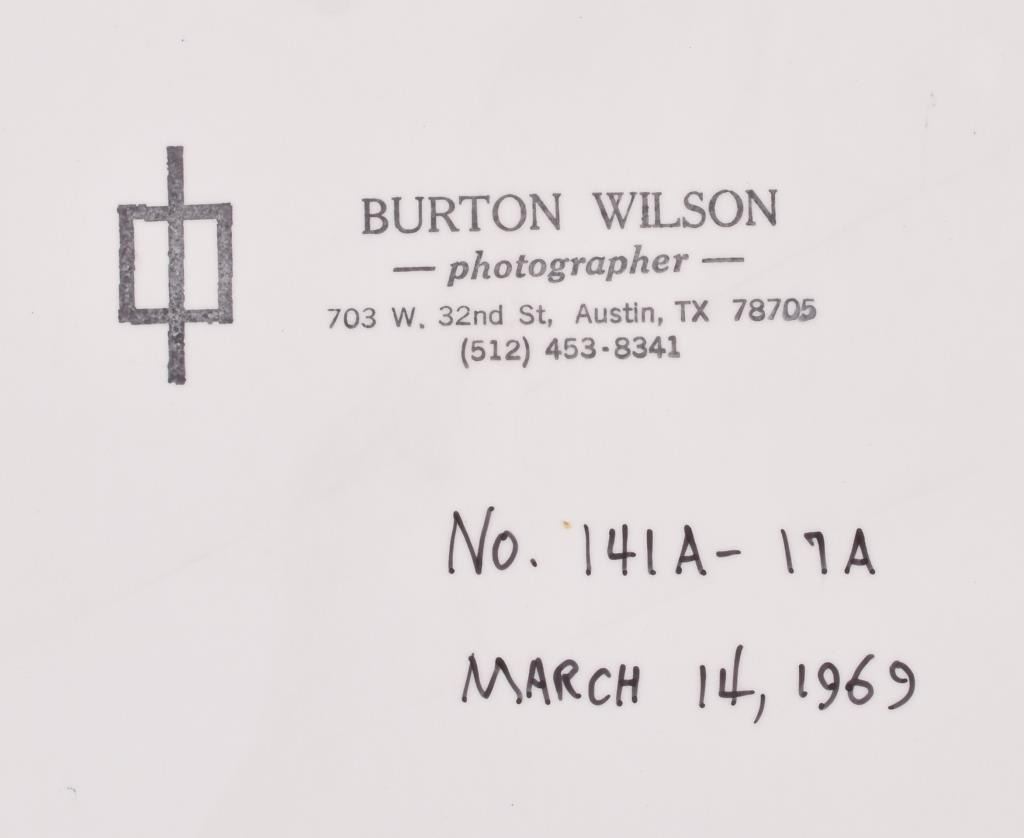 BURTON WILSON
— photographer —
703 W. 32nd St, Austin, TX 78705
(512) 453-8341
No. 141A- 17A
MARCH 14, 1969